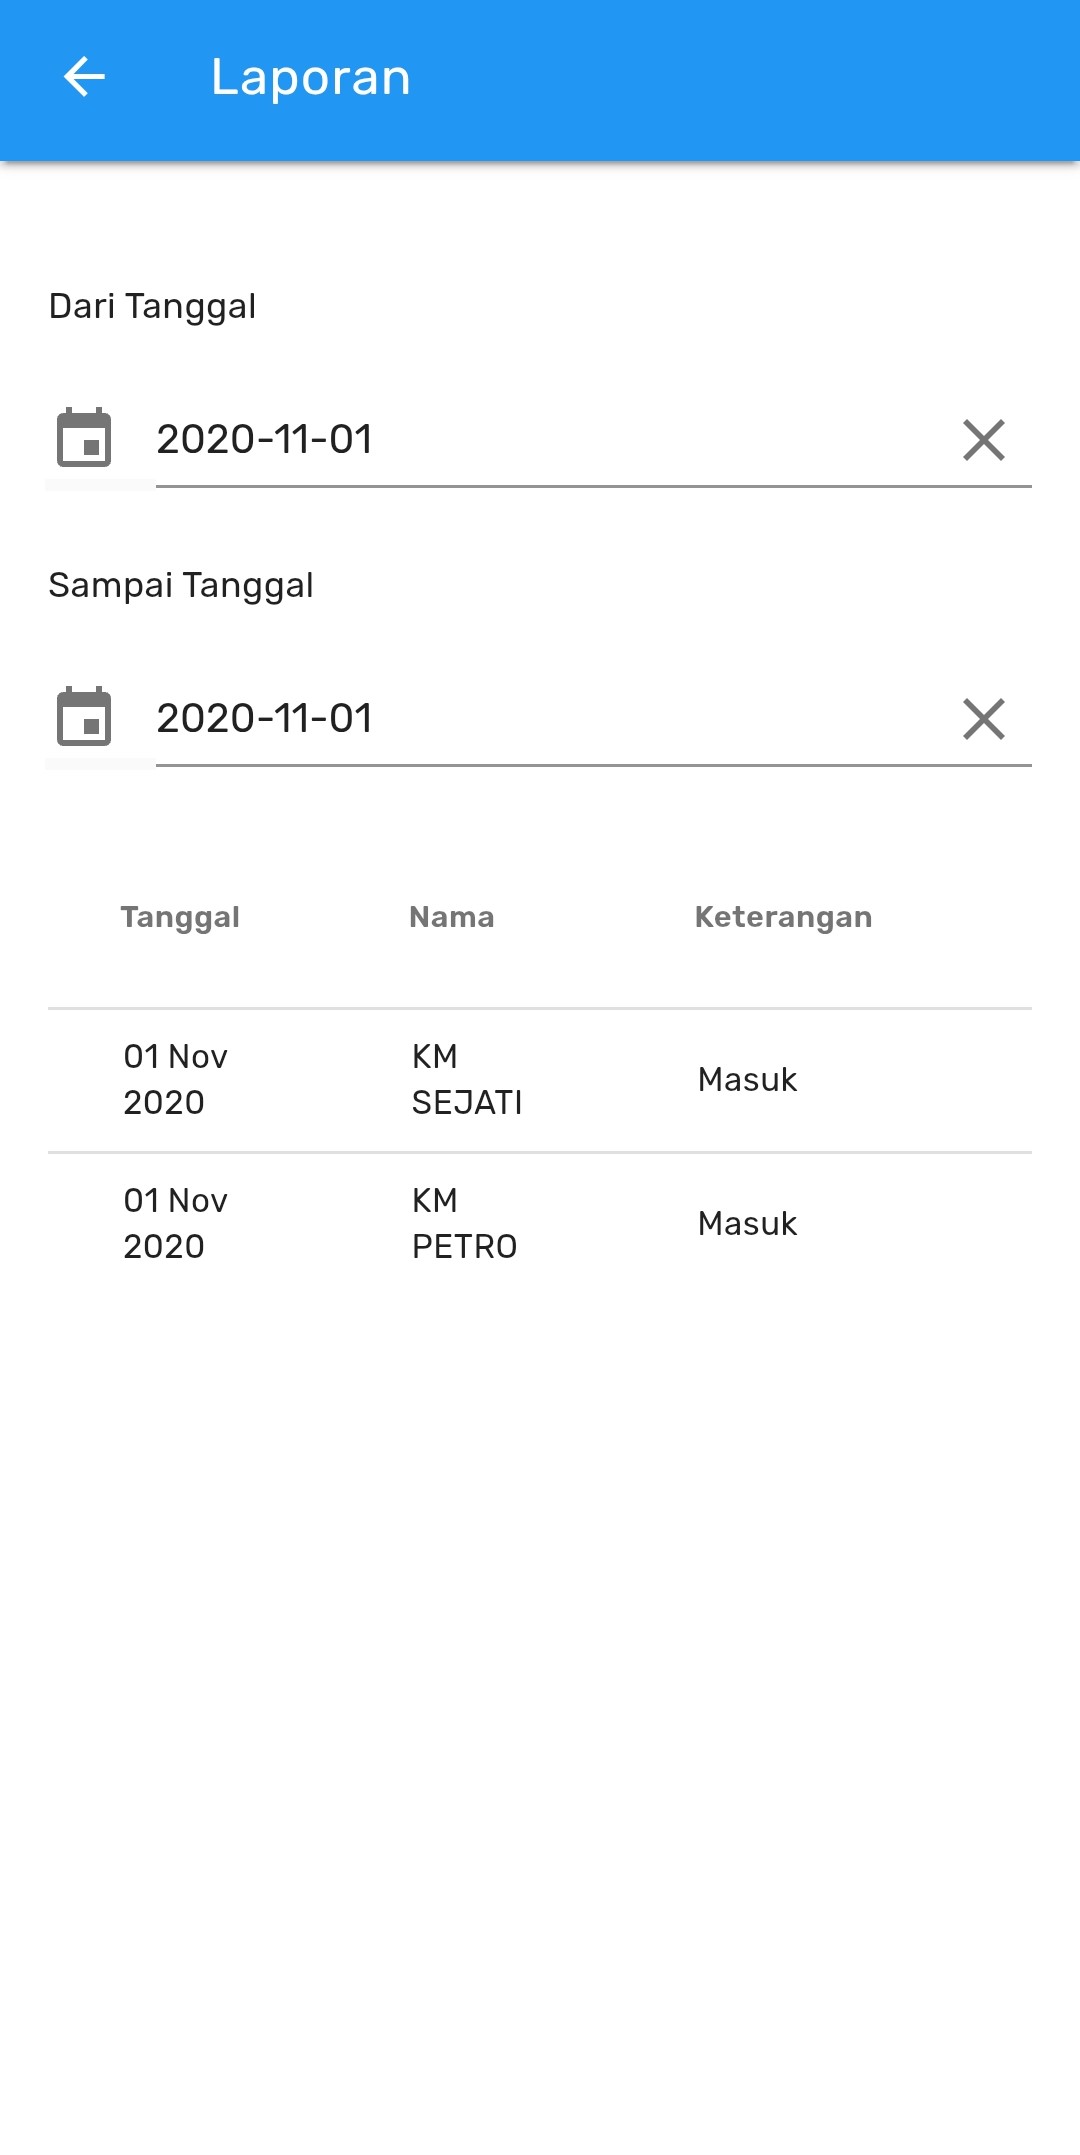 Laporan
Dari Tanggal
2020-11-01
Sampai Tanggal
2020-11-01
Tanggal Nama Keterangan
01 Nov
2020
KM
SEJATI
Masuk
01 Nov
2020
KM
PETRO
Masuk